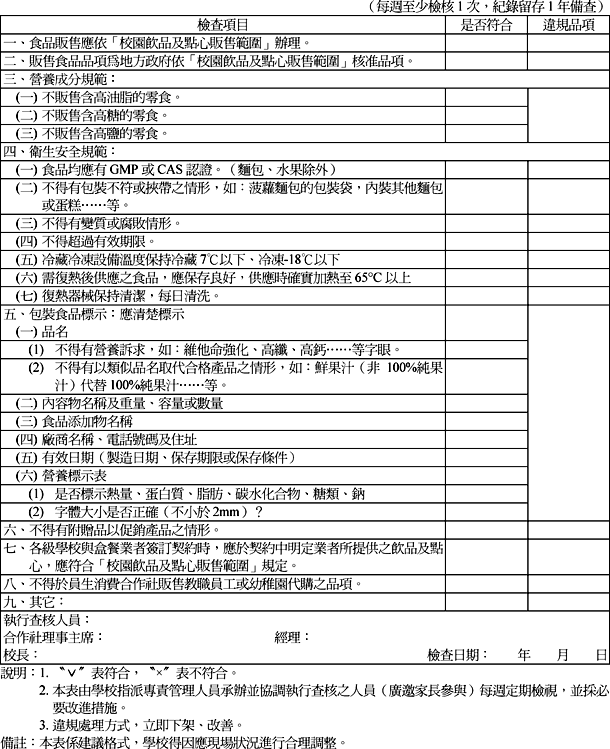 （每週至少檢核1次，紀錄留存1年備查）
檢查項目 是否符合 違規品項
一、食品販售應依「校園飲品及點心販售範圍」辦理。
二、販售食品品項為地方政府依「校園飲品及點心販售範圍」核准品項。
三、營養成分規範：
(一) 不販售含高油脂的零食。
(二) 不販售含高糖的零食。
(三) 不販售含高鹽的零食。
四、衛生安全規範：
(一) 食品均應有 GMP 或 CAS 認證。（麵包、水果除外）
(二) 不得有包裝不符或挾帶之情形，如：菠蘿麵包的包裝袋，內裝其他麵包
或蛋糕……等。
(三) 不得有變質或腐敗情形。
(四) 不得超過有效期限。
(五) 冷藏冷凍設備溫度保持冷藏 7℃以下、冷凍-18℃以下
(六) 需復熱後供應之食品，應保存良好，供應時確實加熱至 65℃以上
(七) 復熱器械保持清潔，每日清洗。
五、包裝食品標示：應清楚標示
(一) 品名
(1) 不得有營養訴求，如：維他命強化、高纖、高鈣……等字眼。
(2) 不得有以類似品名取代合格產品之情形，如：鮮果汁（非 100%純果
汁）代替 100%純果汁……等。
(二) 內容物名稱及重量、容量或數量
(三) 食品添加物名稱
(四) 廠商名稱、電話號碼及住址
(五) 有效日期（製造日期、保存期限或保存條件）
(六) 營養標示表
(1) 是否標示熱量、蛋白質、脂肪、碳水化合物、糖類、鈉
(2) 字體大小是否正確（不小於2mm）？
六、不得有附贈品以促銷產品之情形。
七、各級學校與盒餐業者簽訂契約時，應於契約中明定業者所提供之飲品及點
心，應符合「校園飲品及點心販售範圍」規定。
八、不得於員生消費合作社販售教職員工或幼稚園代購之品項。
九、其它：
執行查核人員：
合作社理事主席： 經理：
校長： 檢查日期： 年 月 日
說明：1. 〝∨〞表符合，〝×〞表不符合。
2. 本表由學校指派專責管理人員承辦並協調執行查核之人員（廣邀家長參與）每週定期檢視，並採必
要改進措施。
3. 違規處理方式，立即下架、改善。
備註：本表係建議格式，學校得因應現場狀況進行合理調整。